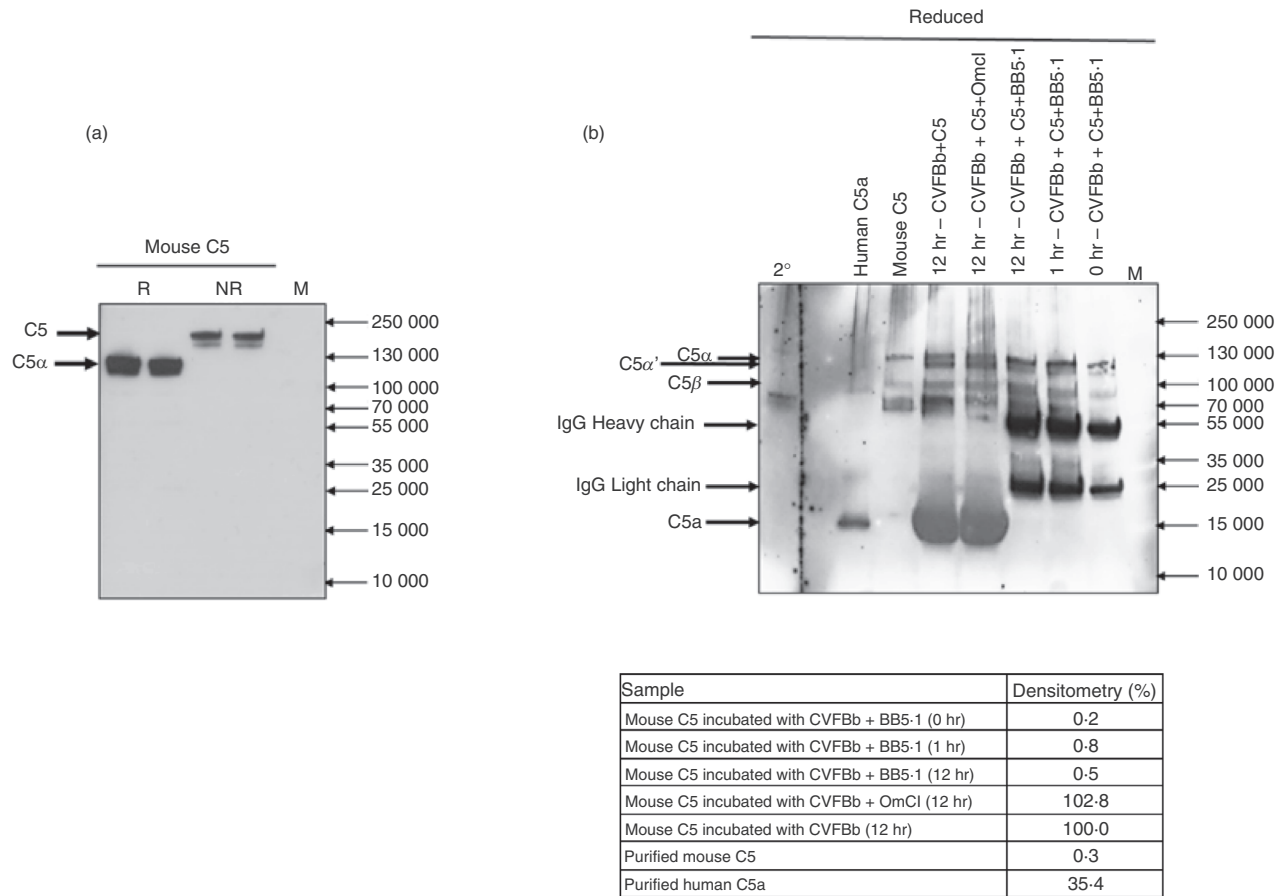 (a)
Mouse C5
R NR M
C5
C5α
250 000
130 000
100 000
70 000
55 000
35 000
25 000
15 000
10 000
(b)
Reduced
2°
Human C5a
Mouse C5
12 hr – CVFBb+C5
12 hr – CVFBb + C5+OmcI
12 hr – CVFBb + C5+BB5·1
1 hr – CVFBb + C5+BB5·1
0 hr – CVFBb + C5+BB5·1
M
C5α
C5α’
C5β
IgG Heavy chain
IgG Light chain
C5a
250 000
130 000
100 000
70 000
55 000
35 000
25 000
15 000
10 000
Sample Densitometry (%)
Mouse C5 incubated with CVFBb + BB5·1 (0 hr) 0·2
Mouse C5 incubated with CVFBb + BB5·1 (1 hr) 0·8
Mouse C5 incubated with CVFBb + BB5·1 (12 hr) 0·5
Mouse C5 incubated with CVFBb + OmCI (12 hr) 102·8
Mouse C5 incubated with CVFBb (12 hr) 100·0
Purified mouse C5 0·3
Purified human C5a 35·4